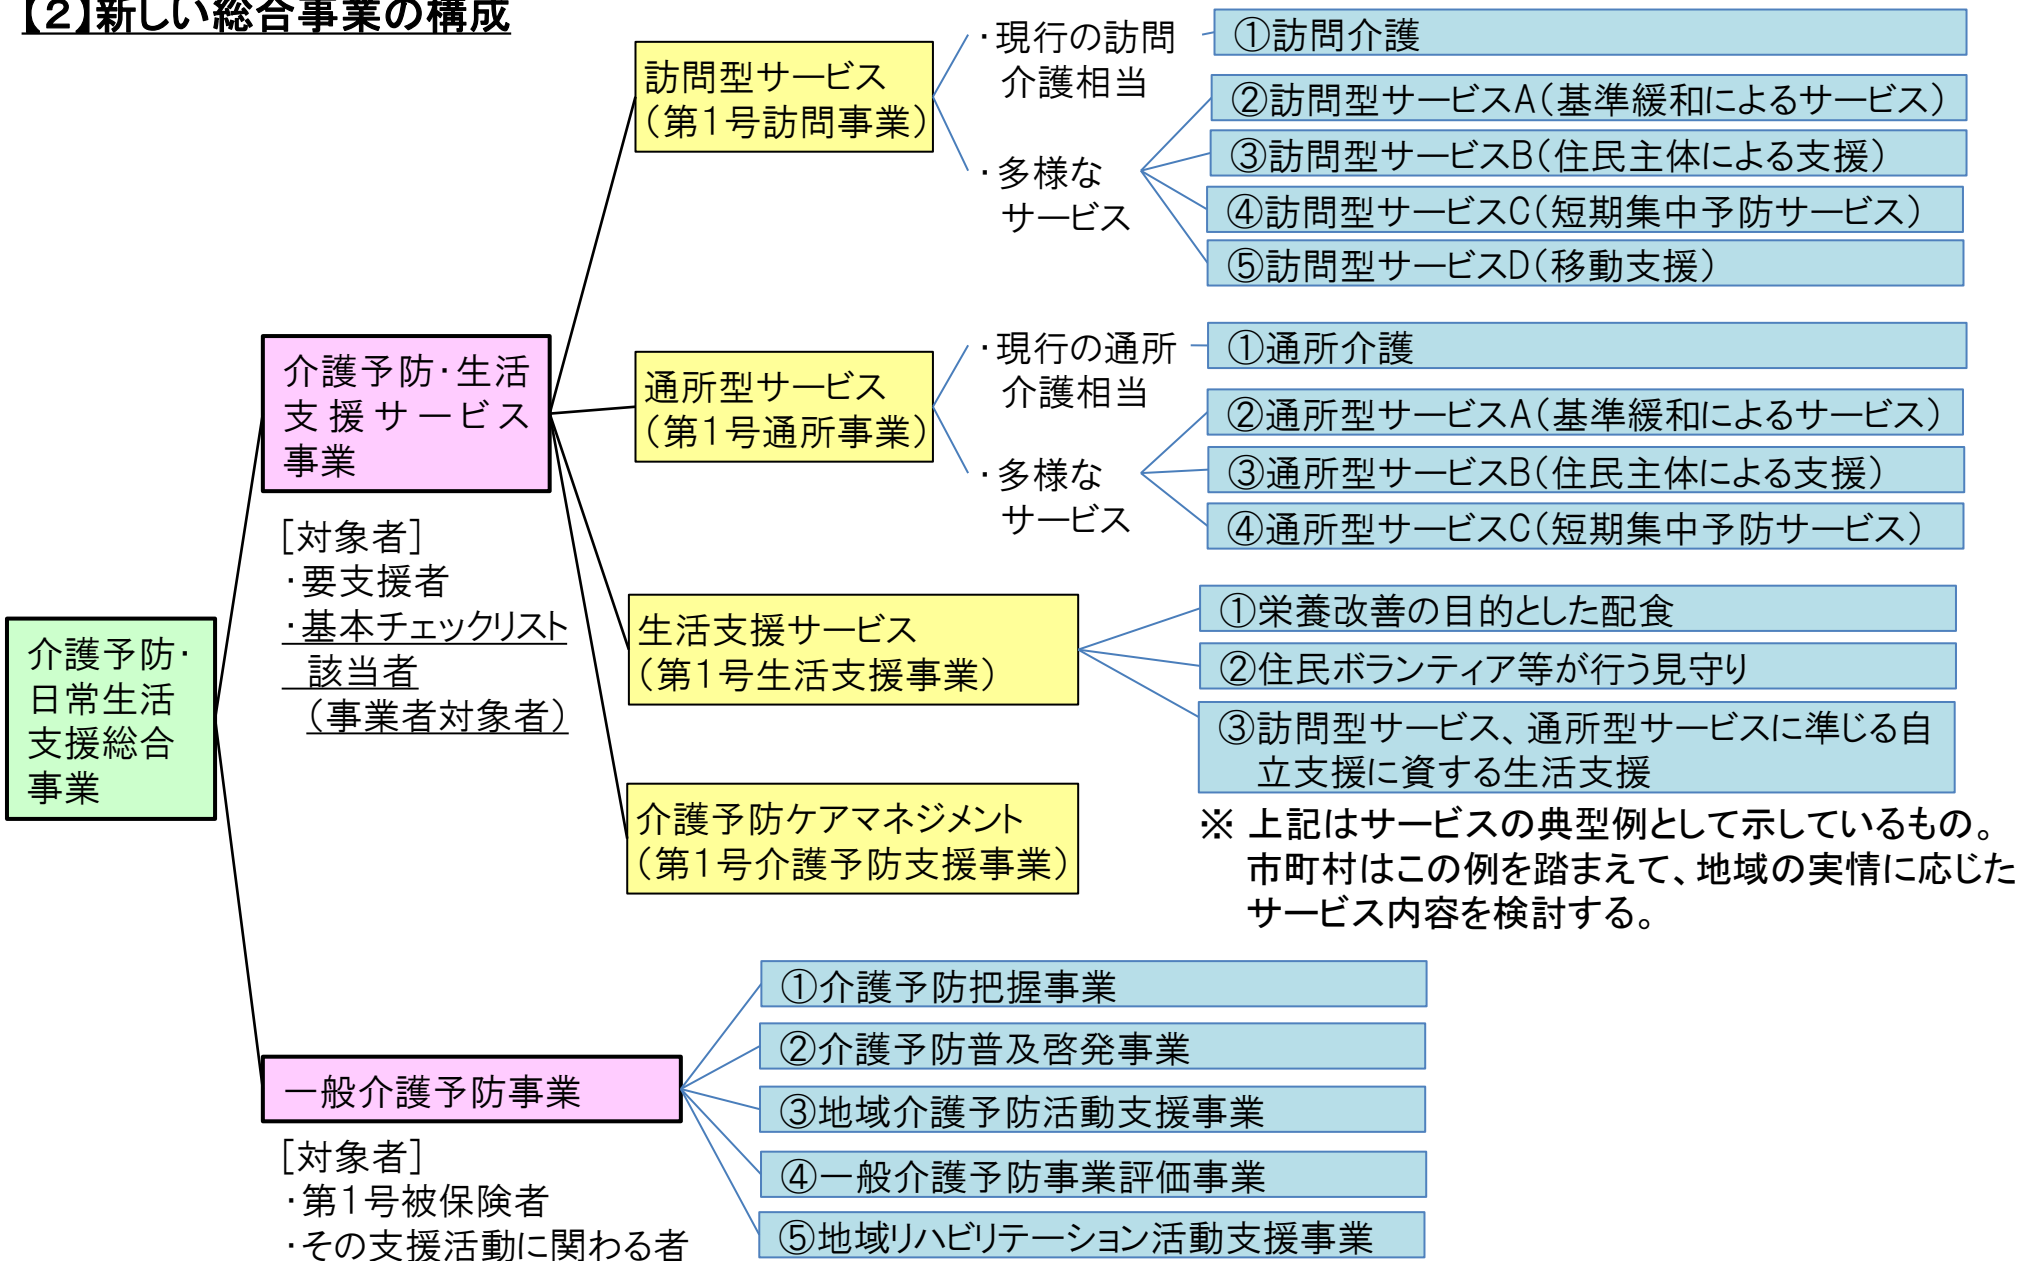 【2】新しい総合事業の構成
介護予防・
日常生活
支援総合
事業
介護予防・生活
支援サービス
事業
［対象者］
・要支援者
・基本チェックリスト
該当者
（事業者対象者）
訪問型サービス
（第1号訪問事業）
・現行の訪問
介護相当
①訪問介護
・多様な
サービス
②訪問型サービスA（基準緩和によるサービス）
③訪問型サービスB（住民主体による支援）
④訪問型サービスC（短期集中予防サービス）
⑤訪問型サービスD（移動支援）
通所型サービス
（第1号通所事業）
・現行の通所
介護相当
①通所介護
・多様な
サービス
②通所型サービスA（基準緩和によるサービス）
③通所型サービスB（住民主体による支援）
④通所型サービスC（短期集中予防サービス）
生活支援サービス
（第1号生活支援事業）
①栄養改善の目的とした配食
②住民ボランティア等が行う見守り
③訪問型サービス、通所型サービスに準じる自
立支援に資する生活支援
介護予防ケアマネジメント
（第1号介護予防支援事業）
※ 上記はサービスの典型例として示しているもの。
市町村はこの例を踏まえて、地域の実情に応じた
サービス内容を検討する。
一般介護予防事業
［対象者］
・第1号被保険者
・その支援活動に関わる者
①介護予防把握事業
②介護予防普及啓発事業
③地域介護予防活動支援事業
④一般介護予防事業評価事業
⑤地域リハビリテーション活動支援事業